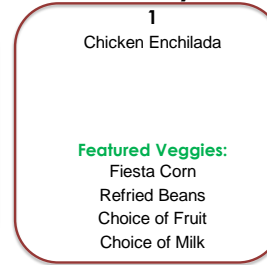 1
Chicken Enchilada
Featured Veggies:
Fiesta Corn
Refried Beans
Choice of Fruit
Choice of Milk